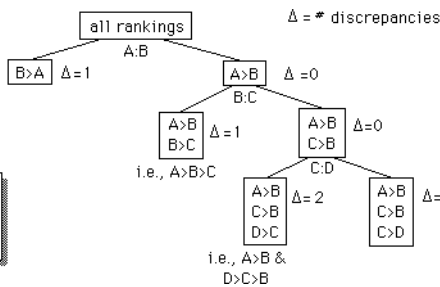 all rankings
Δ = # discrepancies
A:B
B>A
Δ=1
A>B
Δ=0
B:C
A>B
B>C
Δ=1
i.e., A>B>C
A>B
C>B
Δ=0
C:D
A>B
C>B
D>C
Δ=2
i.e., A>B &
D>C>B
A>B
C>B
C>D
Δ=